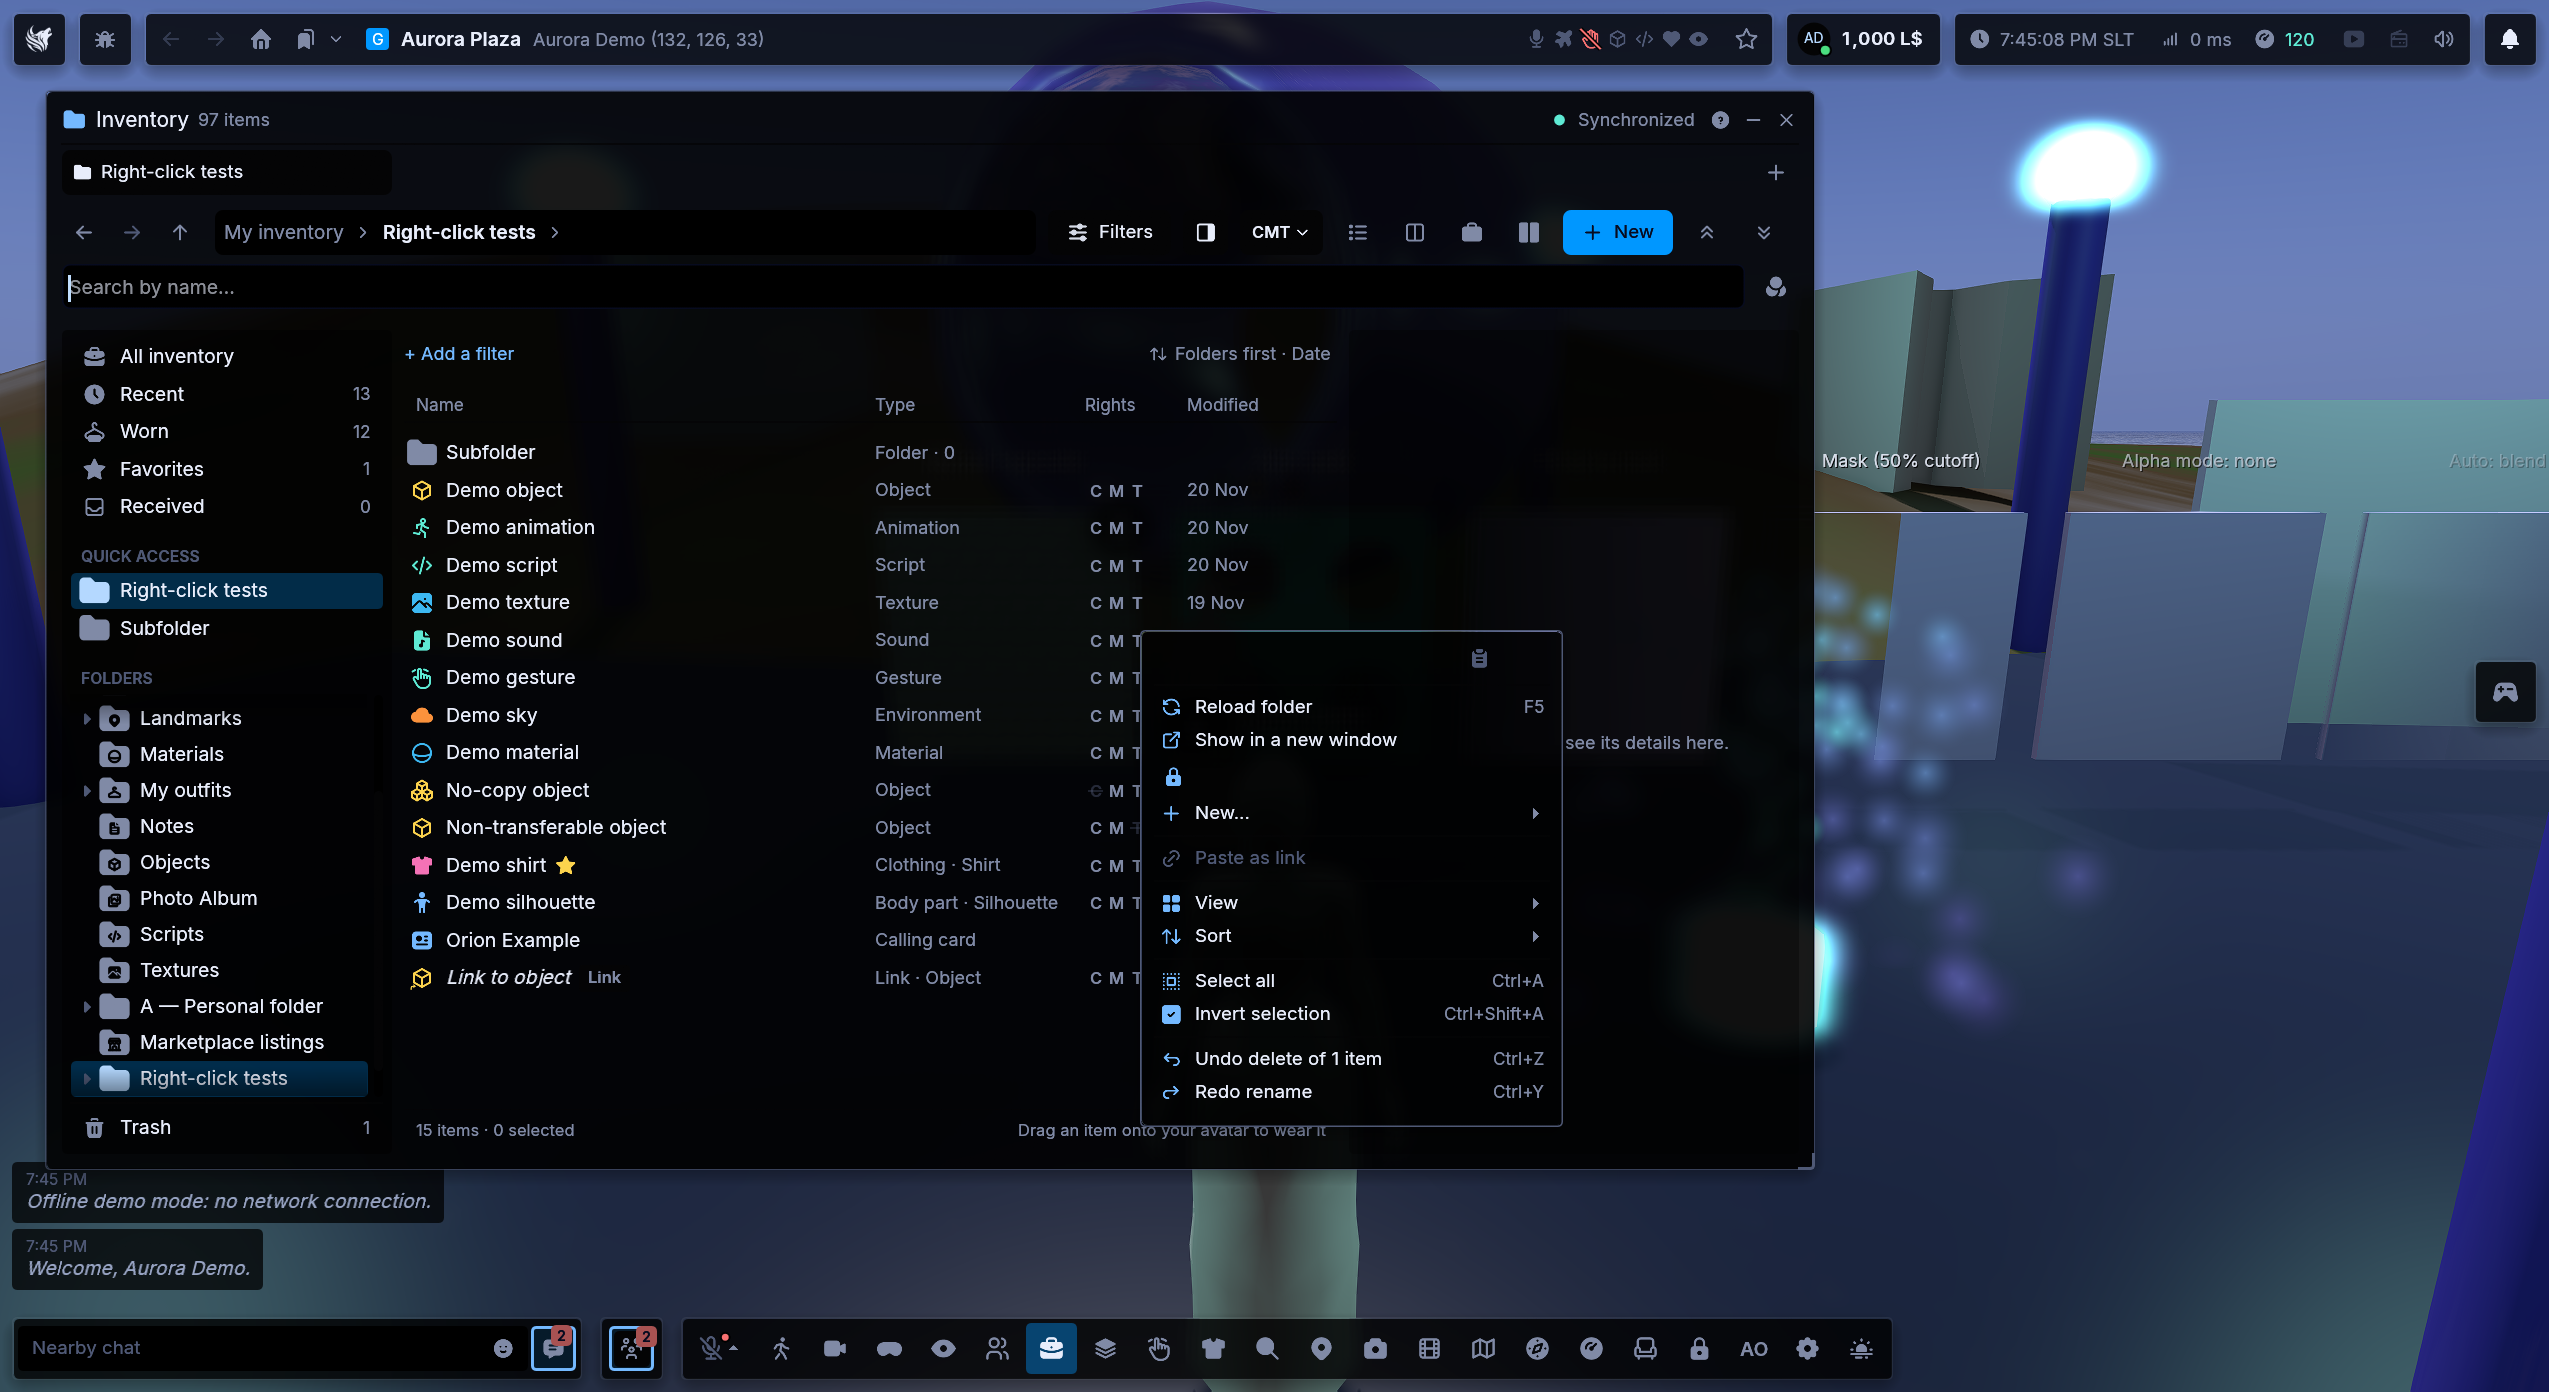 G Aurora Plaza Aurora Demo (132, 126, 33)
AD 1,000 L$
7:45:08 PM SLT 0 ms 120
Inventory 97 items
Synchronized
Right-click tests
My inventory Right-click tests
Filters CMT New
Search by name...
All inventory
Recent 13
Worn 12
Favorites 1
Received 0
QUICK ACCESS
Right-click tests
Subfolder
FOLDERS
Landmarks
Materials
My outfits
Notes
Objects
Photo Album
Scripts
Textures
A — Personal folder
Marketplace listings
Right-click tests
Trash 1
+ Add a filter
Folders first · Date
Name Type Rights Modified
Subfolder Folder · 0
Demo object Object C M T 20 Nov
Demo animation Animation C M T 20 Nov
Demo script Script C M T 20 Nov
Demo texture Texture C M T 19 Nov
Demo sound Sound C M T
Demo gesture Gesture C M T
Demo sky Environment C M T
Demo material Material C M T
No-copy object Object C M T
Non-transferable object Object C M T
Demo shirt Clothing · Shirt C M T
Demo silhouette Body part · Silhouette C M T
Orion Example Calling card
Link to object Link Link · Object C M T
15 items · 0 selected
Drag an item onto your avatar to wear it
see its details here.
Reload folder F5
Show in a new window
New...
Paste as link
View
Sort
Select all Ctrl+A
Invert selection Ctrl+Shift+A
Undo delete of 1 item Ctrl+Z
Redo rename Ctrl+Y
Mask (50% cutoff)
Alpha mode: none
Auto: blend
7:45 PM
Offline demo mode: no network connection.
7:45 PM
Welcome, Aurora Demo.
Nearby chat
2
2
AO